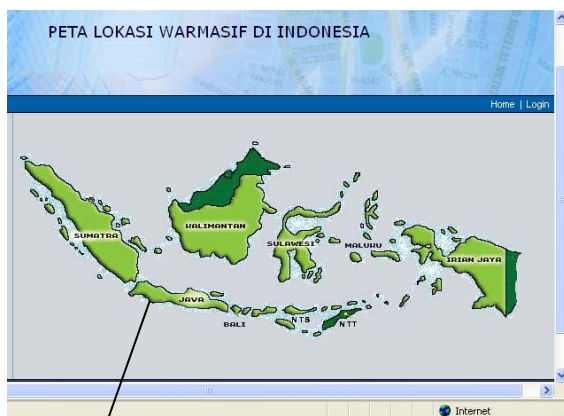 PETA LOKASI WARMASIF DI INDONESIA
Home | Login
SUMATRA
KALIMANTAN
SULAWESI
MALUKU
IRIAN JAYA
JAVA
BALI
NTB
NTT
Internet